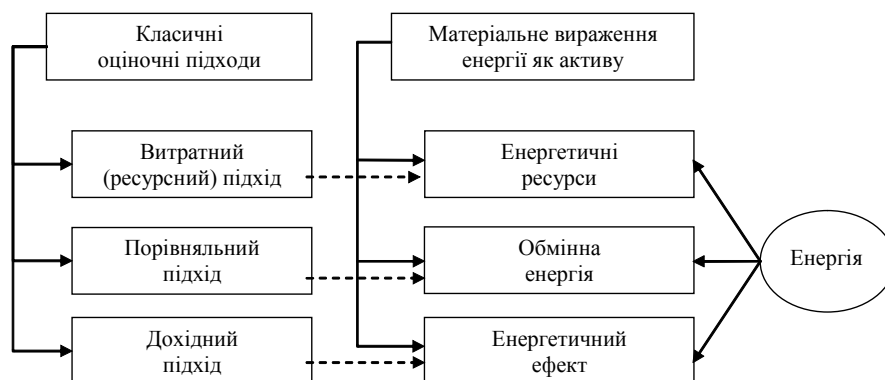 Класичні
оціночні підходи
Матеріальне вираження
енергії як активу
Витратний
(ресурсний) підхід
Енергетичні
ресурси
Порівняльний
підхід
Обмінна
енергія
Енергія
Дохідний
підхід
Енергетичний
ефект